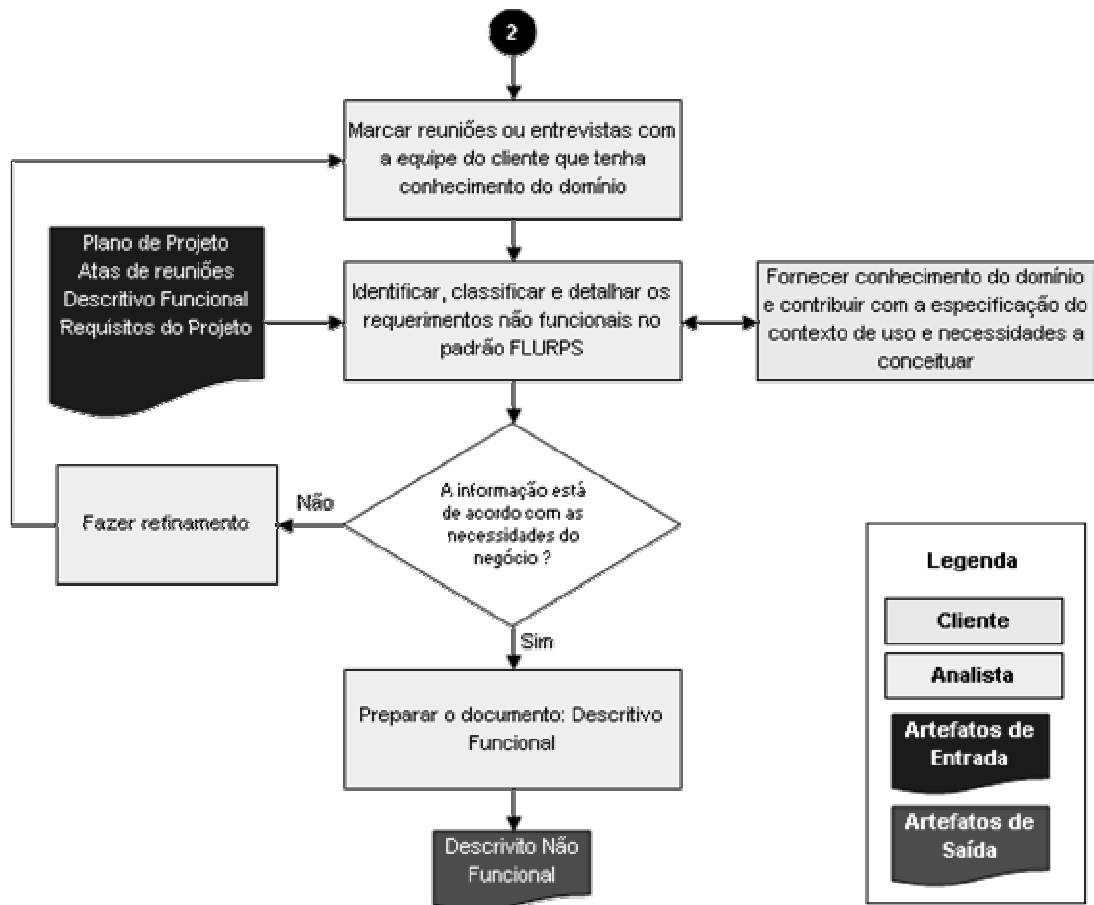 2
Marcar reuniões ou entrevistas com
a equipe do cliente que tenha
conhecimento do domínio
Plano de Projeto
Atas de reuniões
Descritivo Funcional
Requisitos do Projeto
Identificar, classificar e detalhar os
requerimentos não funcionais no
padrão FLURPS
Fornecer conhecimento do domínio
e contribuir com a especificação do
contexto de uso e necessidades a
conceituar
Fazer refinamento
Não
A informação está
de acordo com as
necessidades do
negócio ?
Sim
Preparar o documento: Descritivo
Funcional
Descrivito Não
Funcional
Legenda
Cliente
Analista
Artefatos de
Entrada
Artefatos de
Saída